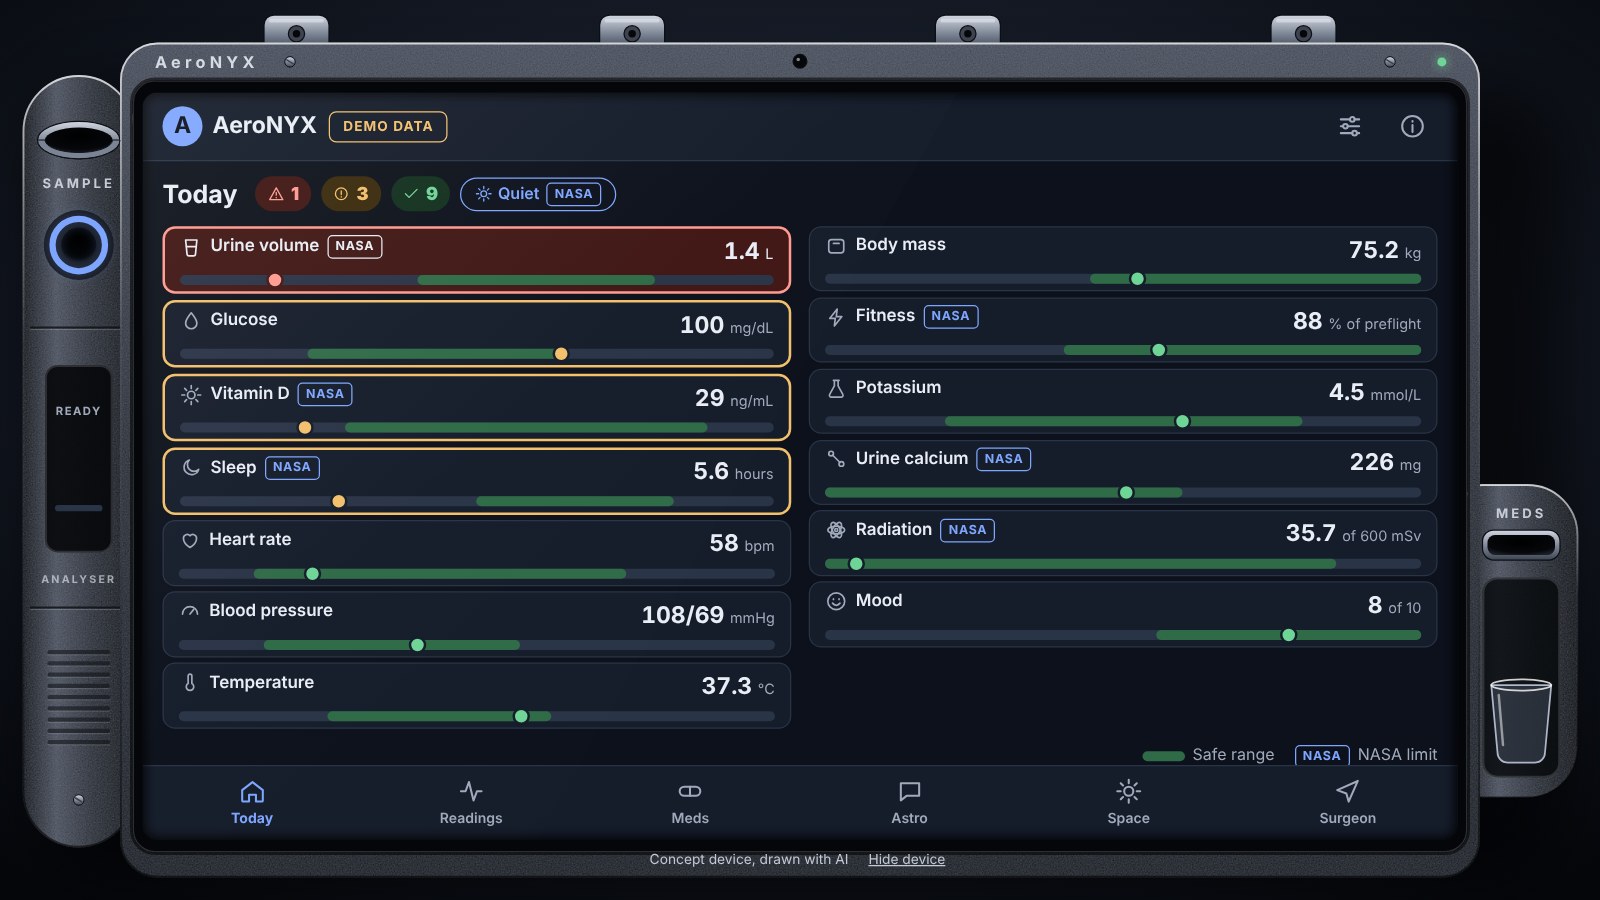 AeroNYX
SAMPLE
READY
ANALYSER
A AeroNYX DEMO DATA
Today 1 3 9 Quiet NASA
Urine volume NASA 1.4 L
Glucose 100 mg/dL
Vitamin D NASA 29 ng/mL
Sleep NASA 5.6 hours
Heart rate 58 bpm
Blood pressure 108/69 mmHg
Temperature 37.3 °C
Body mass 75.2 kg
Fitness NASA 88 % of preflight
Potassium 4.5 mmol/L
Urine calcium NASA 226 mg
Radiation NASA 35.7 of 600 mSv
Mood 8 of 10
Safe range NASA NASA limit
Today Readings Meds Astro Space Surgeon
MEDS
Concept device, drawn with AI Hide device